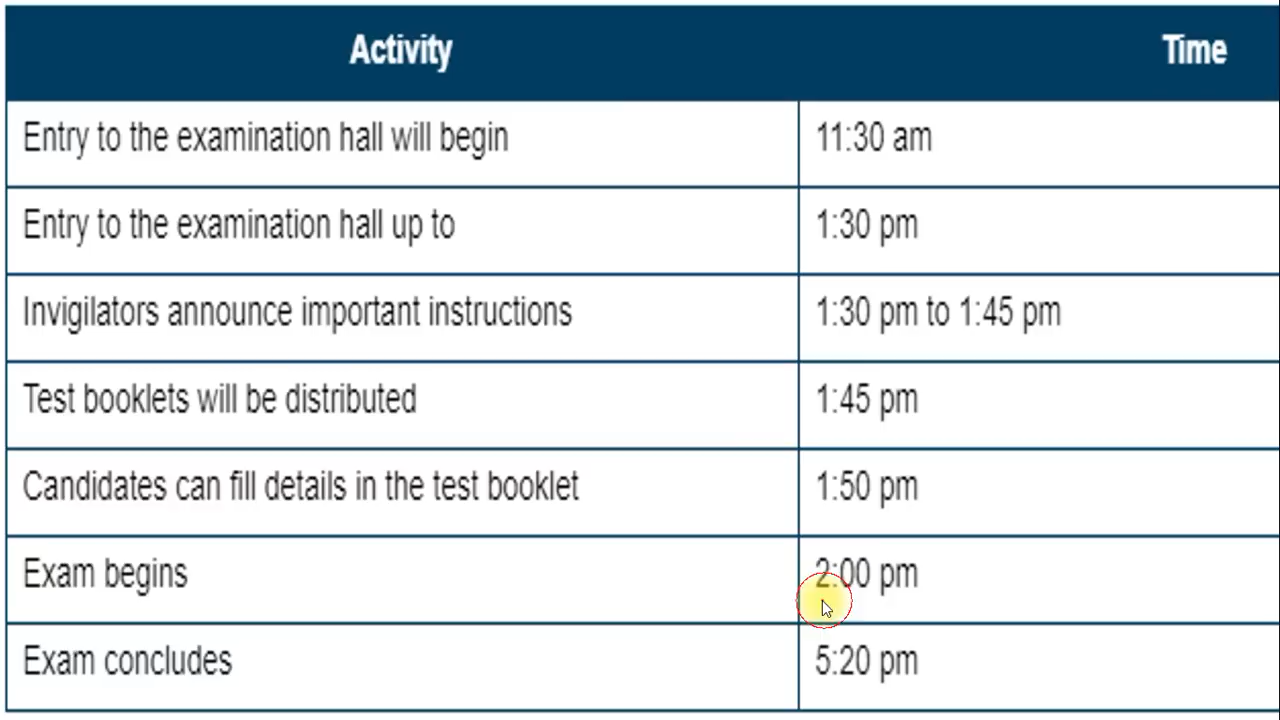 Activity Time
Entry to the examination hall will begin 11:30 am
Entry to the examination hall up to 1:30 pm
Invigilators announce important instructions 1:30 pm to 1:45 pm
Test booklets will be distributed 1:45 pm
Candidates can fill details in the test booklet 1:50 pm
Exam begins 2:00 pm
Exam concludes 5:20 pm